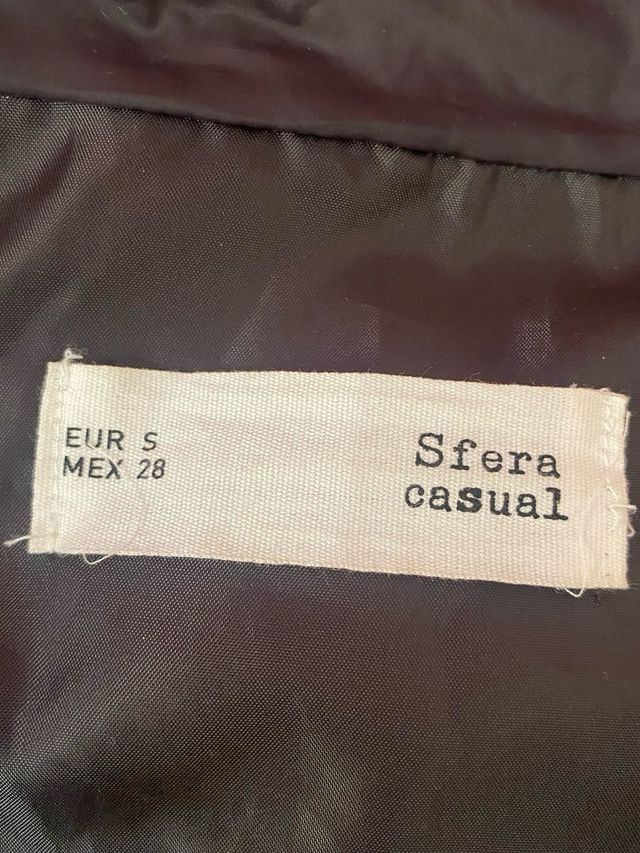 EUR S
MEX 28
Sfera
casual